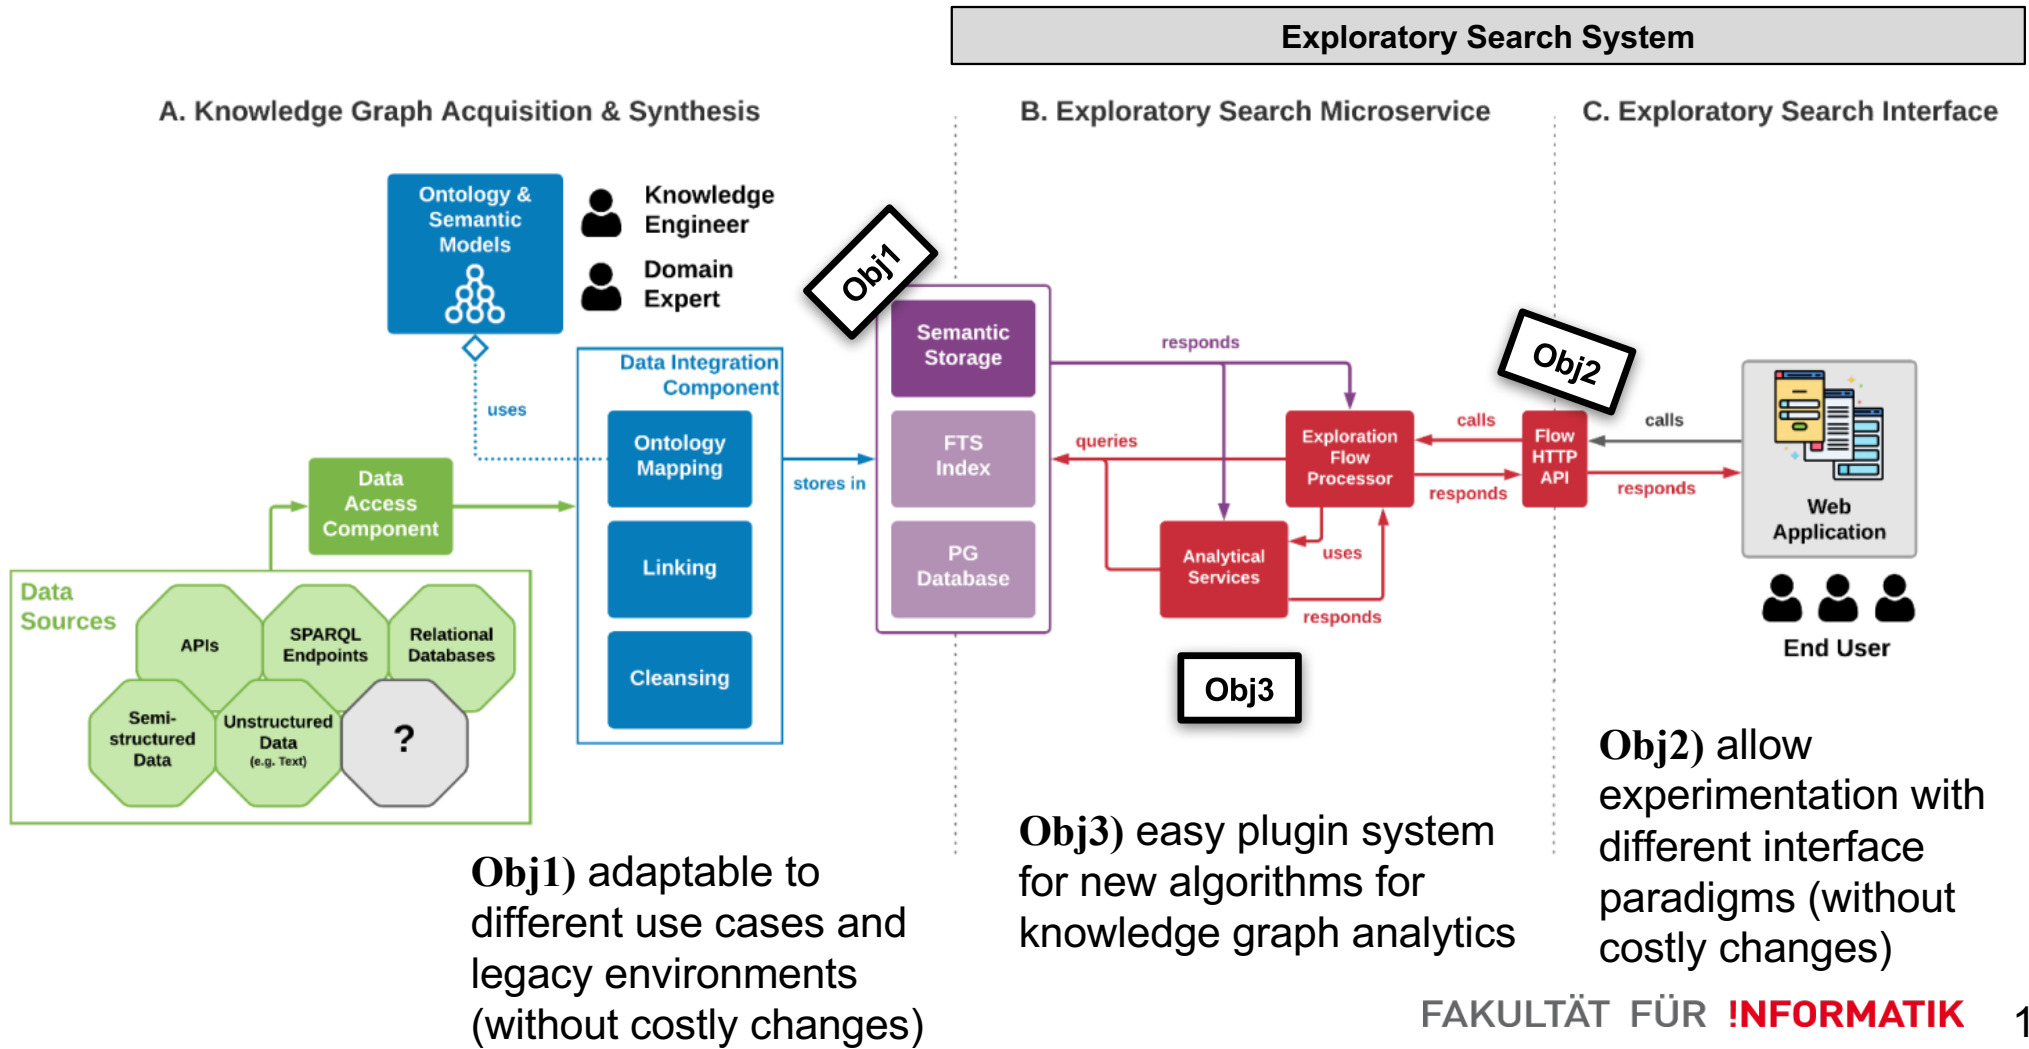 Exploratory Search System
A. Knowledge Graph Acquisition & Synthesis
B. Exploratory Search Microservice
C. Exploratory Search Interface
Ontology &
Semantic
Models
Knowledge
Engineer
Domain
Expert
uses
Data
Access
Component
Data
Sources
APIs
SPARQL
Endpoints
Relational
Databases
Semi-
structured
Data
Unstructured
Data
(e.g. Text)
?
Data Integration
Component
Ontology
Mapping
Linking
Cleansing
stores in
Obj1
Semantic
Storage
FTS
Index
PG
Database
responds
queries
Exploration
Flow
Processor
Analytical
Services
uses
responds
Obj3
calls
responds
Obj2
Flow
HTTP
API
calls
responds
Web
Application
End User
Obj1) adaptable to
different use cases and
legacy environments
(without costly changes)
Obj3) easy plugin system
for new algorithms for
knowledge graph analytics
Obj2) allow
experimentation with
different interface
paradigms (without
costly changes)
FAKULTÄT FÜR !NFORMATIK
1